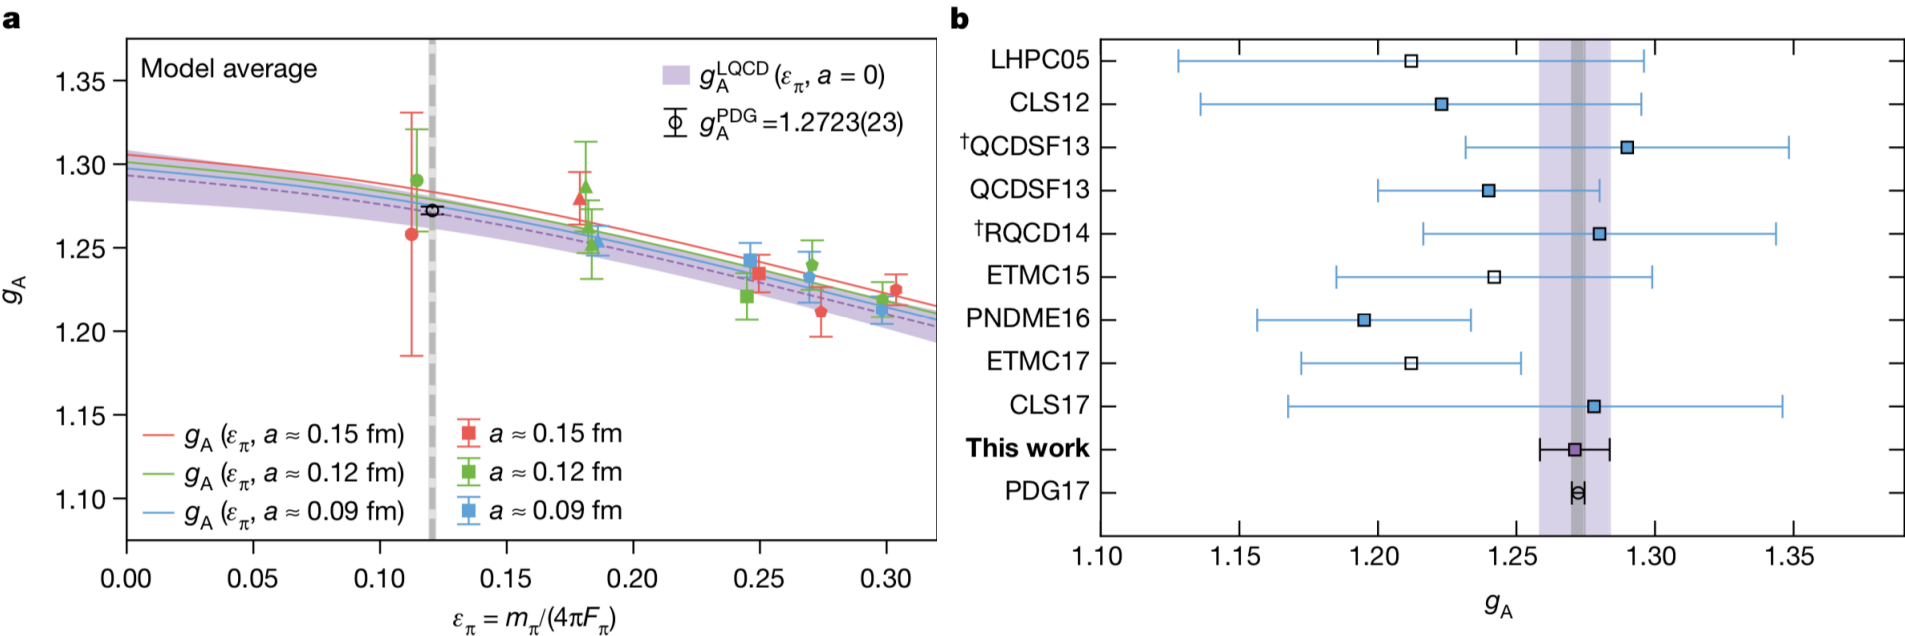 a
Model average
g_A^LQCD (ε_π, a = 0)
g_A^PDG =1.2723(23)
1.35
1.30
1.25
1.20
1.15
1.10
g_A
g_A (ε_π, a ≈ 0.15 fm)
g_A (ε_π, a ≈ 0.12 fm)
g_A (ε_π, a ≈ 0.09 fm)
a ≈ 0.15 fm
a ≈ 0.12 fm
a ≈ 0.09 fm
0.00 0.05 0.10 0.15 0.20 0.25 0.30
ε_π = m_π/(4πF_π)
b
LHPC05
CLS12
†QCDSF13
QCDSF13
†RQCD14
ETMC15
PNDME16
ETMC17
CLS17
This work
PDG17
1.10 1.15 1.20 1.25 1.30 1.35
g_A